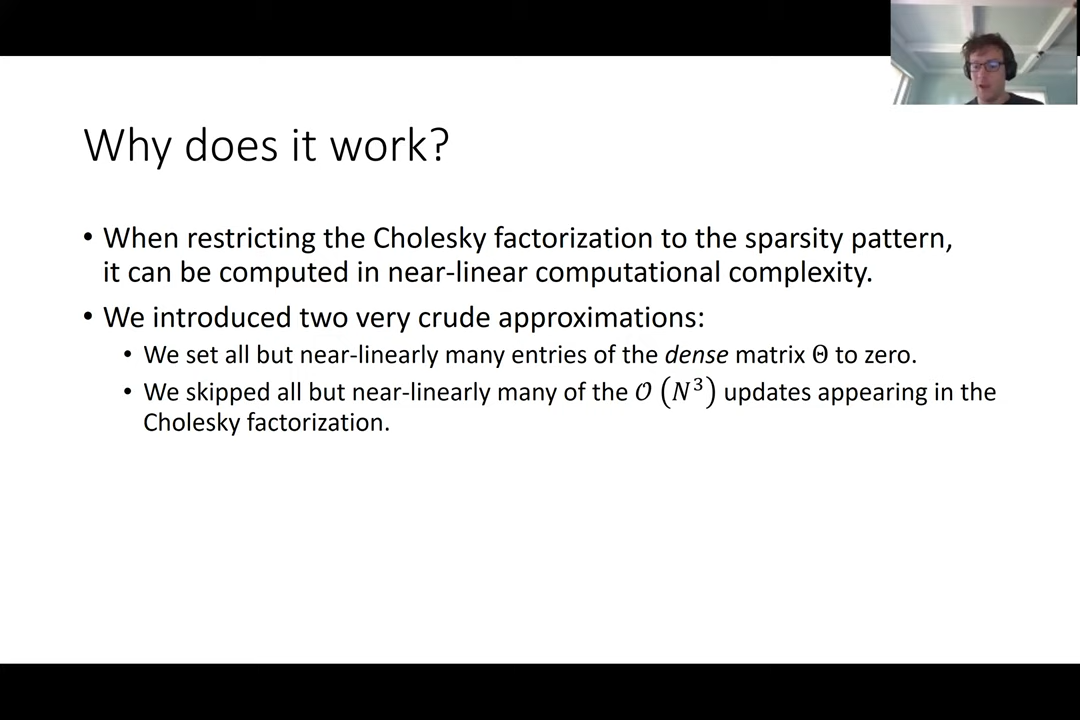 Why does it work?
• When restricting the Cholesky factorization to the sparsity pattern,
it can be computed in near-linear computational complexity.
• We introduced two very crude approximations:
• We set all but near-linearly many entries of the dense matrix Θ to zero.
• We skipped all but near-linearly many of the 𝒪 (N³) updates appearing in the
Cholesky factorization.